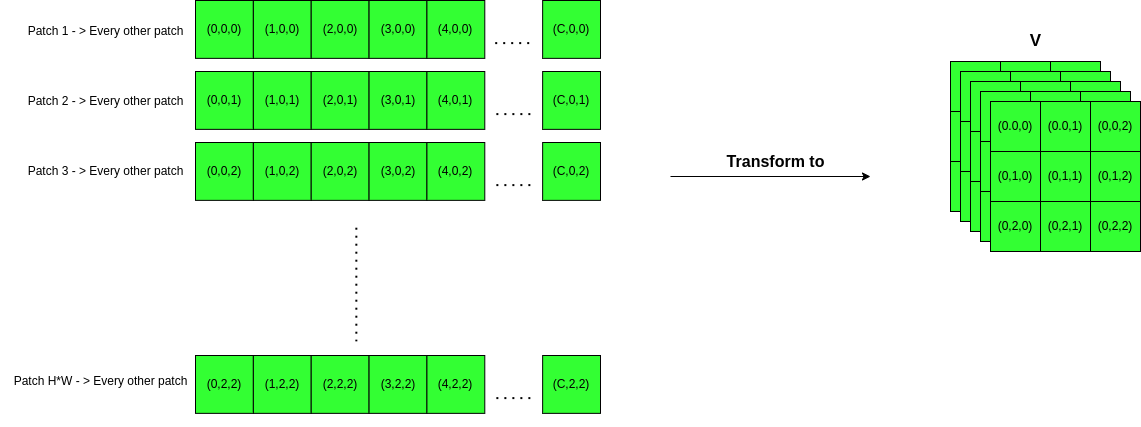 Patch 1 - > Every other patch (0,0,0) (1,0,0) (2,0,0) (3,0,0) (4,0,0) ..... (C,0,0)
Patch 2 - > Every other patch (0,0,1) (1,0,1) (2,0,1) (3,0,1) (4,0,1) ..... (C,0,1)
Patch 3 - > Every other patch (0,0,2) (1,0,2) (2,0,2) (3,0,2) (4,0,2) ..... (C,0,2)
Patch H*W - > Every other patch (0,2,2) (1,2,2) (2,2,2) (3,2,2) (4,2,2) ..... (C,2,2)
Transform to
V
(0.0,0) (0.0,1) (0,0,2)
(0,1,0) (0,1,1) (0,1,2)
(0,2,0) (0,2,1) (0,2,2)